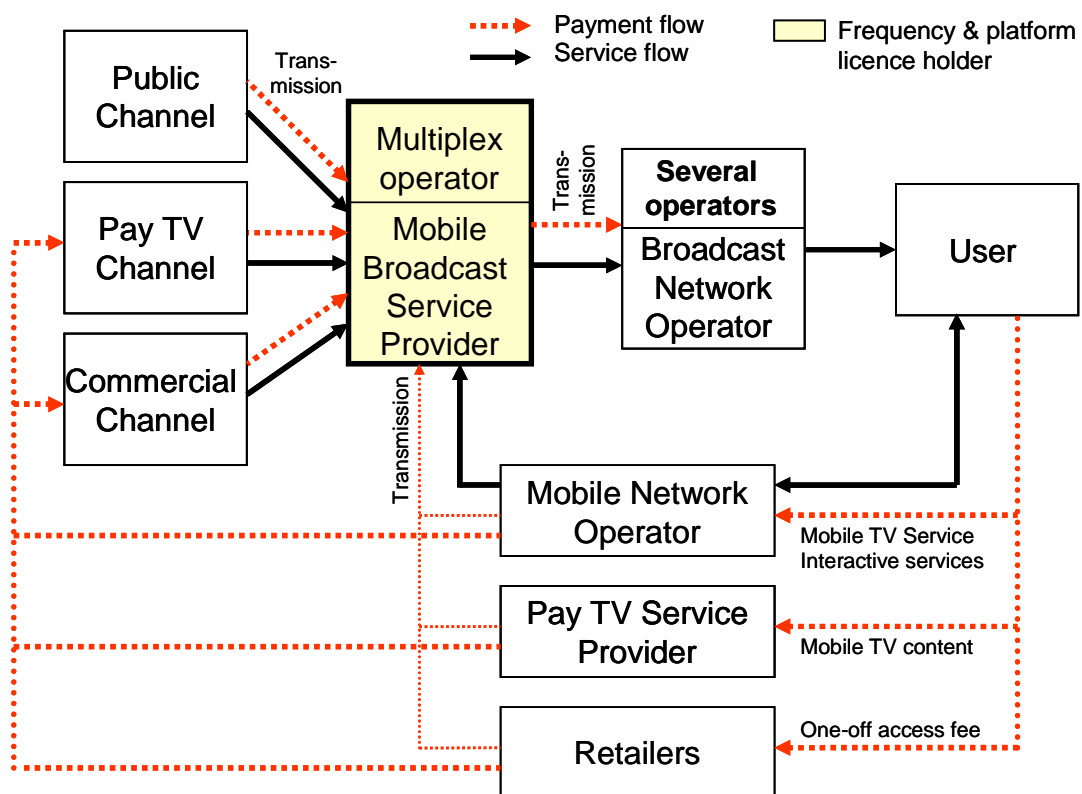 Payment flow
Service flow
Frequency & platform
licence holder
Public
Channel
Trans-
mission
Multiplex
operator
Mobile
Broadcast
Service
Provider
Trans-
mission
Several
operators
Broadcast
Network
Operator
User
Pay TV
Channel
Commercial
Channel
Transmission
Mobile Network
Operator
Mobile TV Service
Interactive services
Pay TV Service
Provider
Mobile TV content
Retailers
One-off access fee